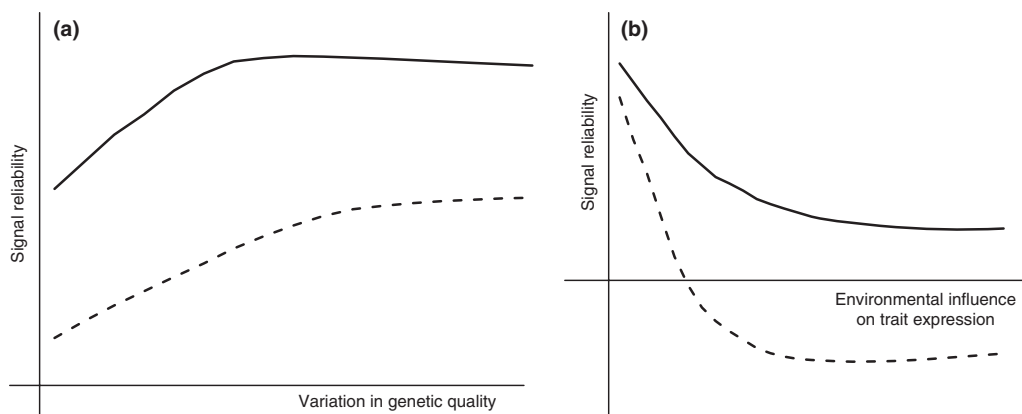 (a)
Signal reliability
Variation in genetic quality
(b)
Signal reliability
Environmental influence
on trait expression